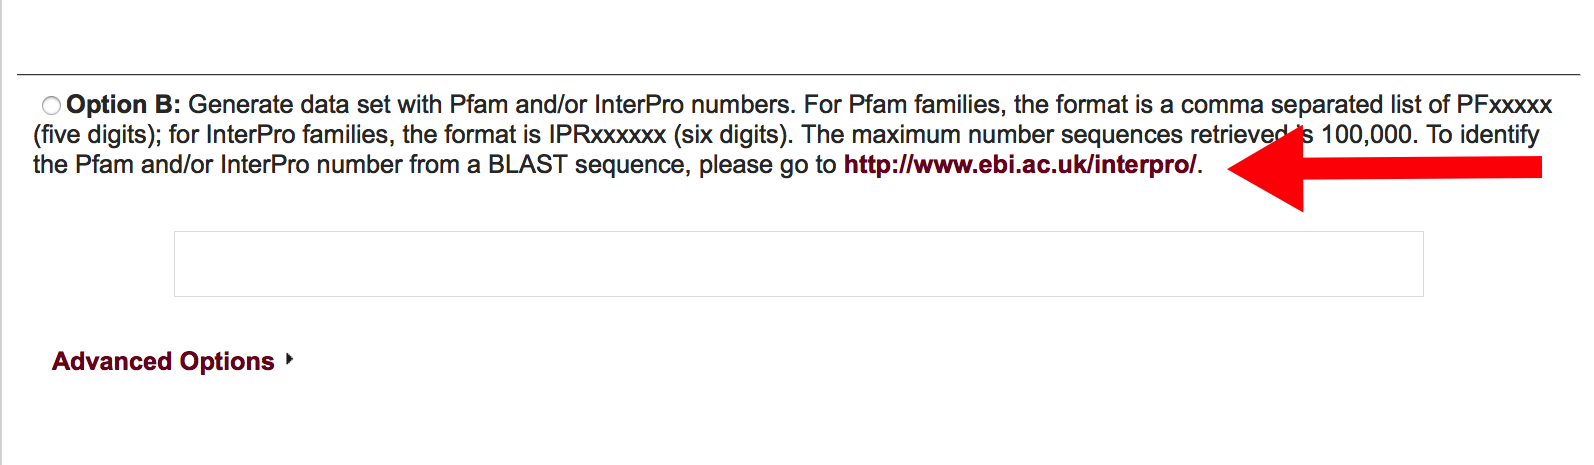 Option B: Generate data set with Pfam and/or InterPro numbers. For Pfam families, the format is a comma separated list of PFxxxxx
(five digits); for InterPro families, the format is IPRxxxxxx (six digits). The maximum number sequences retrieved is 100,000. To identify
the Pfam and/or InterPro number from a BLAST sequence, please go to http://www.ebi.ac.uk/interpro/.
Advanced Options